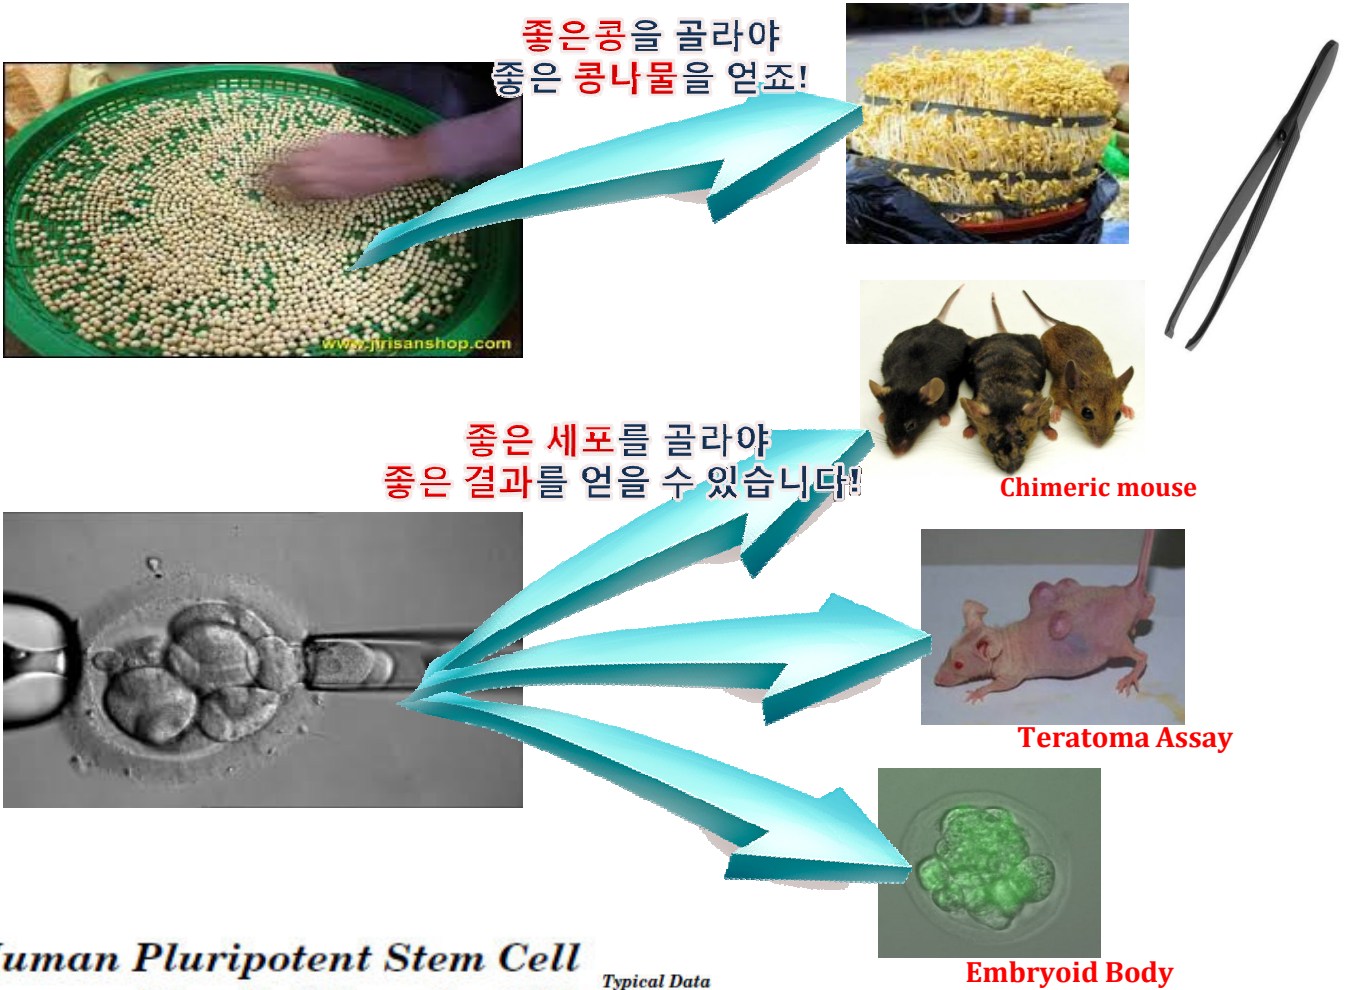 좋은콩을 골라야
좋은 콩나물을 얻죠!
www.jirisanshop.com
좋은 세포를 골라야
좋은 결과를 얻을 수 있습니다!
Chimeric mouse
Teratoma Assay
Embryoid Body
uman Pluripotent Stem Cell
Typical Data